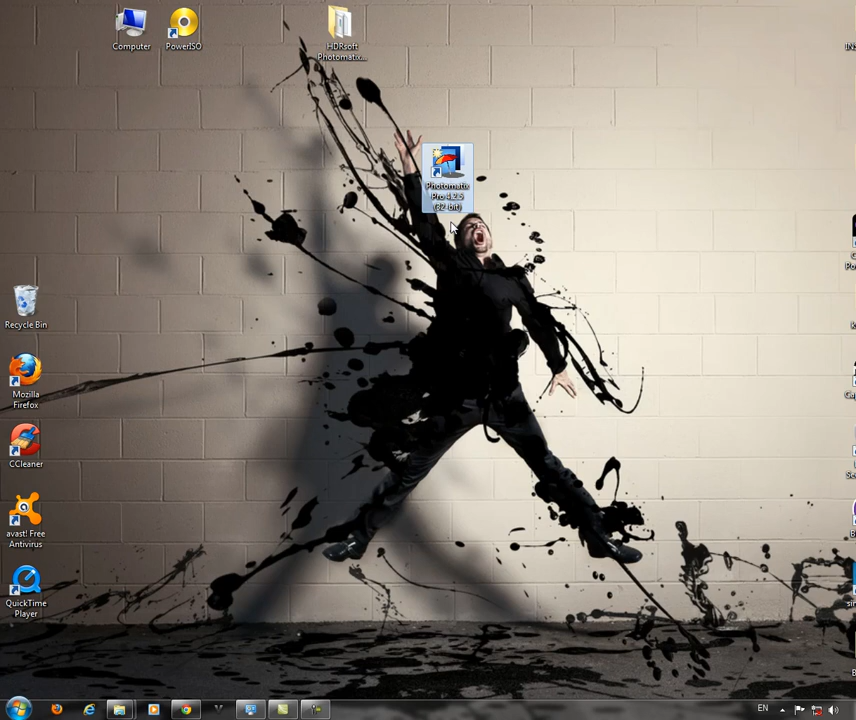 Computer
PowerISO
HDRsoft
Photomatix...
Photomatix
Pro 4.2.5
(32-bit)
Recycle Bin
Mozilla
Firefox
CCleaner
avast! Free
Antivirus
QuickTime
Player
EN